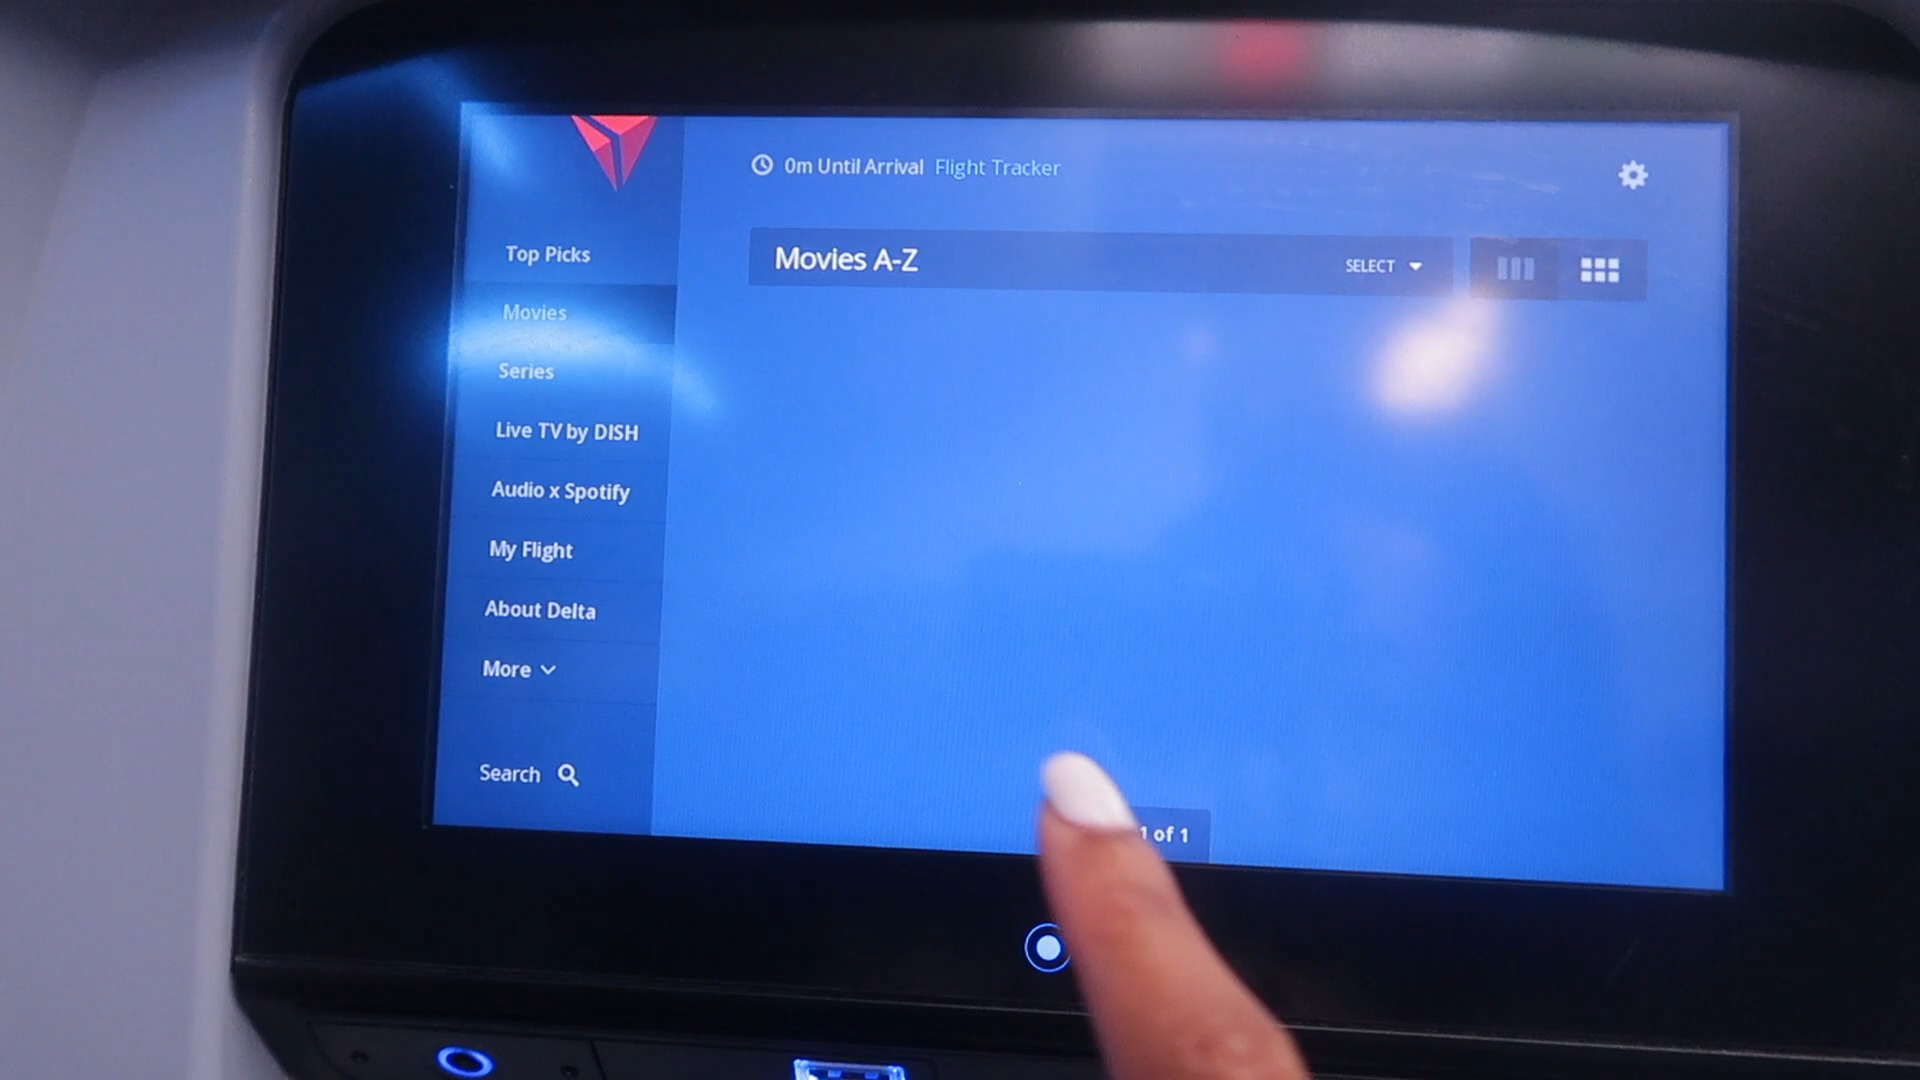 0m Until Arrival Flight Tracker
Movies A-Z
SELECT
Top Picks
Movies
Series
Live TV by DISH
Audio x Spotify
My Flight
About Delta
More
Search
1 of 1